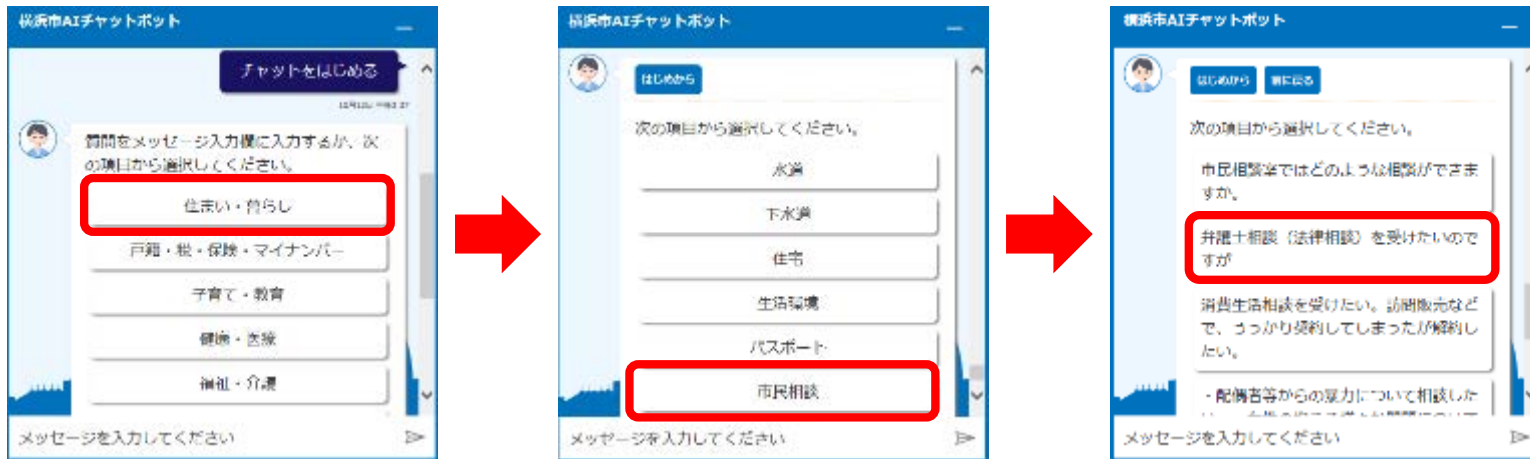 横浜市AIチャットボット
チャットをはじめる
質問をメッセージ入力欄に入力するか、次
の項目から選択してください。
住まい・暮らし
戸籍・税・保険・マイナンバー
子育て・教育
健康・医療
福祉・介護
メッセージを入力してください
横浜市AIチャットボット
はじめから
次の項目から選択してください。
水道
下水道
住宅
生活環境
パスポート
市民相談
メッセージを入力してください
横浜市AIチャットボット
はじめから
前に戻る
次の項目から選択してください。
市民相談室ではどのような相談ができま
すか。
弁護士相談（法律相談）を受けたいので
すが
消費生活相談を受けたい。訪問販売など
で、うっかり契約してしまったが解約し
たい。
・配偶者等からの暴力について相談した
メッセージを入力してください